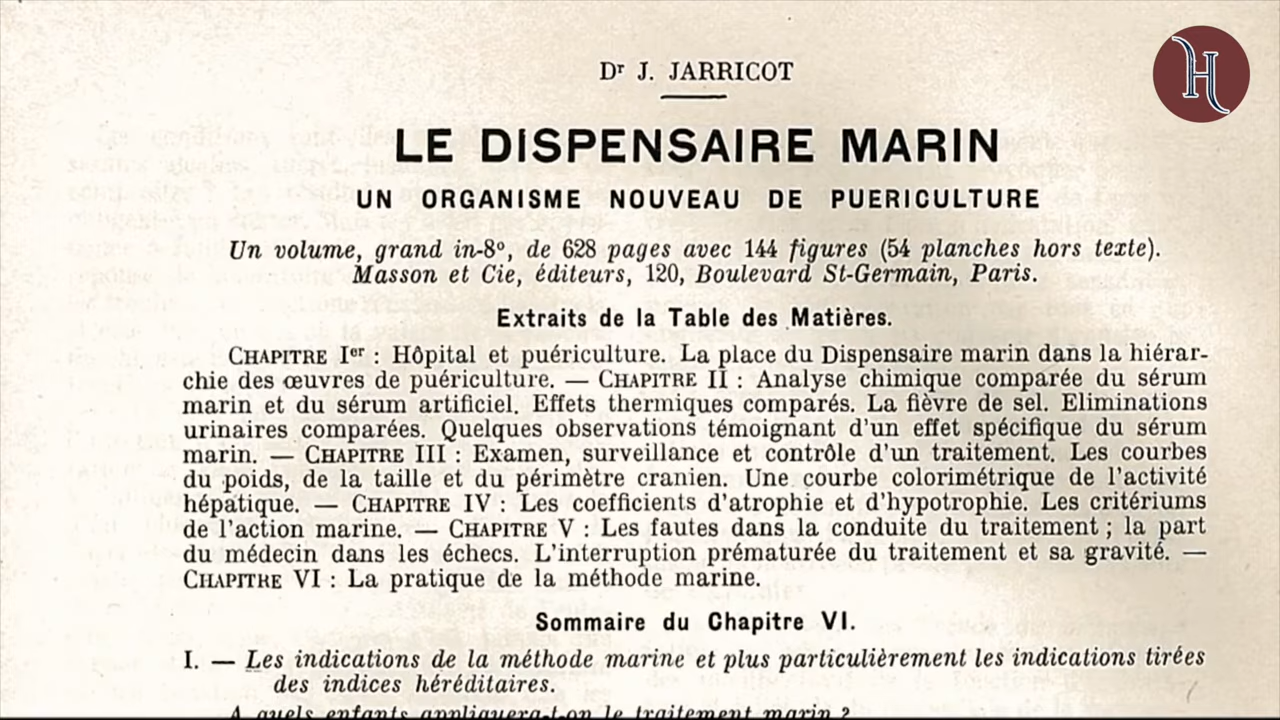 H
Dr J. JARRICOT
LE DISPENSAIRE MARIN
UN ORGANISME NOUVEAU DE PUERICULTURE
Un volume, grand in-8o, de 628 pages avec 144 figures (54 planches hors texte).
Masson et Cie, éditeurs, 120, Boulevard St-Germain, Paris.
Extraits de la Table des Matières.
CHAPITRE Ier : Hôpital et puériculture. La place du Dispensaire marin dans la hiérar-
chie des œuvres de puériculture. — CHAPITRE II : Analyse chimique comparée du sérum
marin et du sérum artificiel. Effets thermiques comparés. La fièvre de sel. Eliminations
urinaires comparées. Quelques observations témoignant d'un effet spécifique du sérum
marin. — CHAPITRE III : Examen, surveillance et contrôle d'un traitement. Les courbes
du poids, de la taille et du périmètre cranien. Une courbe colorimétrique de l'activité
hépatique. — CHAPITRE IV : Les coefficients d'atrophie et d'hypotrophie. Les critériums
de l'action marine. — CHAPITRE V : Les fautes dans la conduite du traitement ; la part
du médecin dans les échecs. L'interruption prématurée du traitement et sa gravité. —
CHAPITRE VI : La pratique de la méthode marine.
Sommaire du Chapitre VI.
I. — Les indications de la méthode marine et plus particulièrement les indications tirées
des indices héréditaires.
A quels enfants appliquera-t-on le traitement marin ?